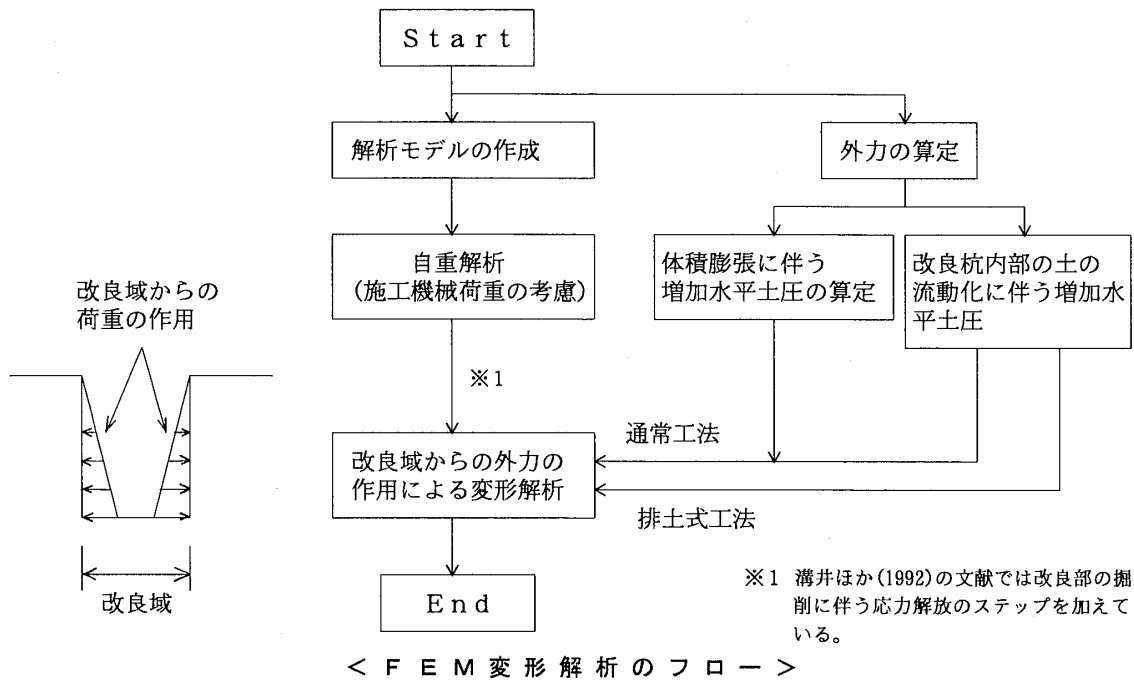 Start
解析モデルの作成
外力の算定
自重解析
(施工機械荷重の考慮)
体積膨張に伴う
増加水平土圧の算定
改良杭内部の土の
流動化に伴う増加水
平土圧
改良域からの
荷重の作用
※1
通常工法
改良域からの外力の
作用による変形解析
排土式工法
改良域
End
※1 溝井ほか(1992)の文献では改良部の掘
削に伴う応力解放のステップを加えて
いる。
<FEM変形解析のフロー>